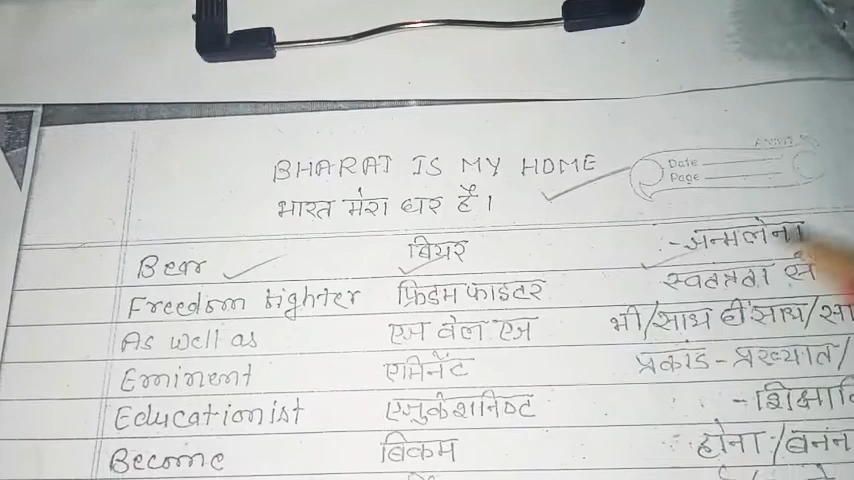 BHARAT IS MY HOME
Date
Page
भारत मेरा घर है।
Bear बियर -जन्मलेना
Freedom fighter फ्रिडम फाइटर स्वतंत्रता
As well as एज वेल एज भी/साथ ही साथ/
Eminent एमिनेंट प्रकांड-प्रख्यात/
Educationist एजुकेशनिष्ट
Become बिकम होना/